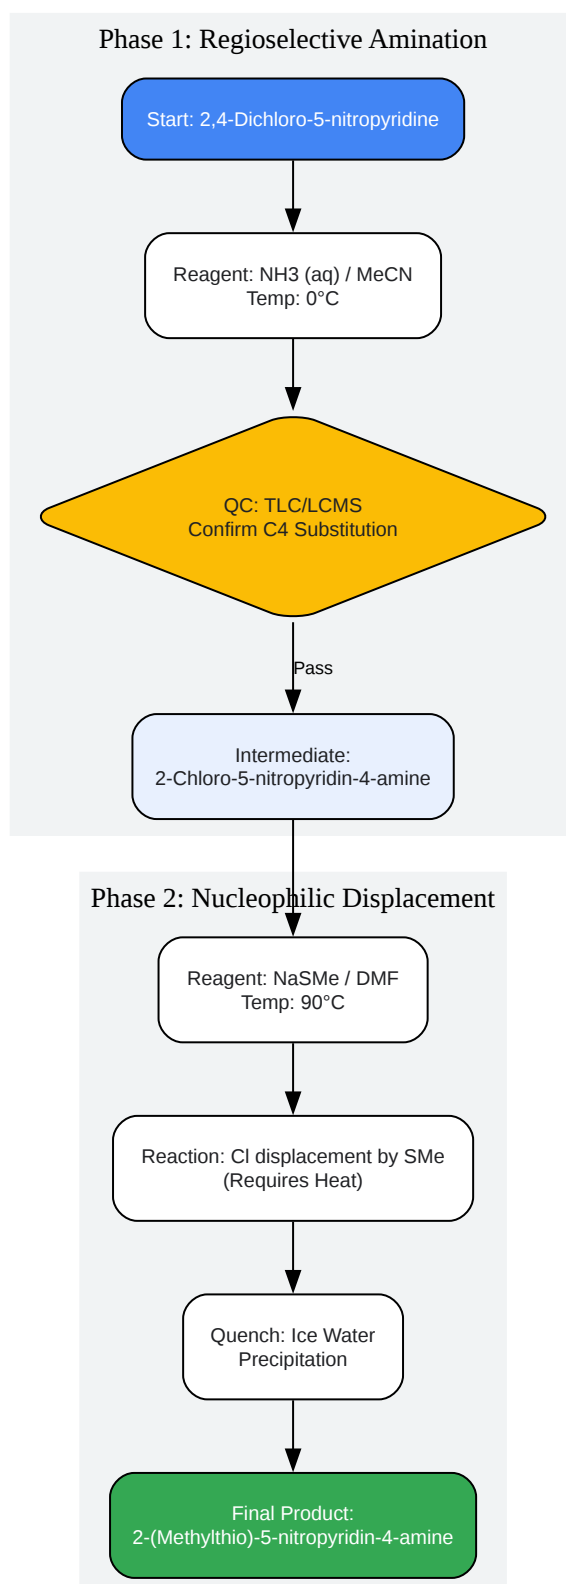 Phase 1: Regioselective Amination
Start: 2,4-Dichloro-5-nitropyridine
Reagent: NH3 (aq) / MeCN
Temp: 0°C
QC: TLC/LCMS
Confirm C4 Substitution
Pass
Intermediate:
2-Chloro-5-nitropyridin-4-amine
Phase 2: Nucleophilic Displacement
Reagent: NaSMe / DMF
Temp: 90°C
Reaction: Cl displacement by SMe
(Requires Heat)
Quench: Ice Water
Precipitation
Final Product:
2-(Methylthio)-5-nitropyridin-4-amine